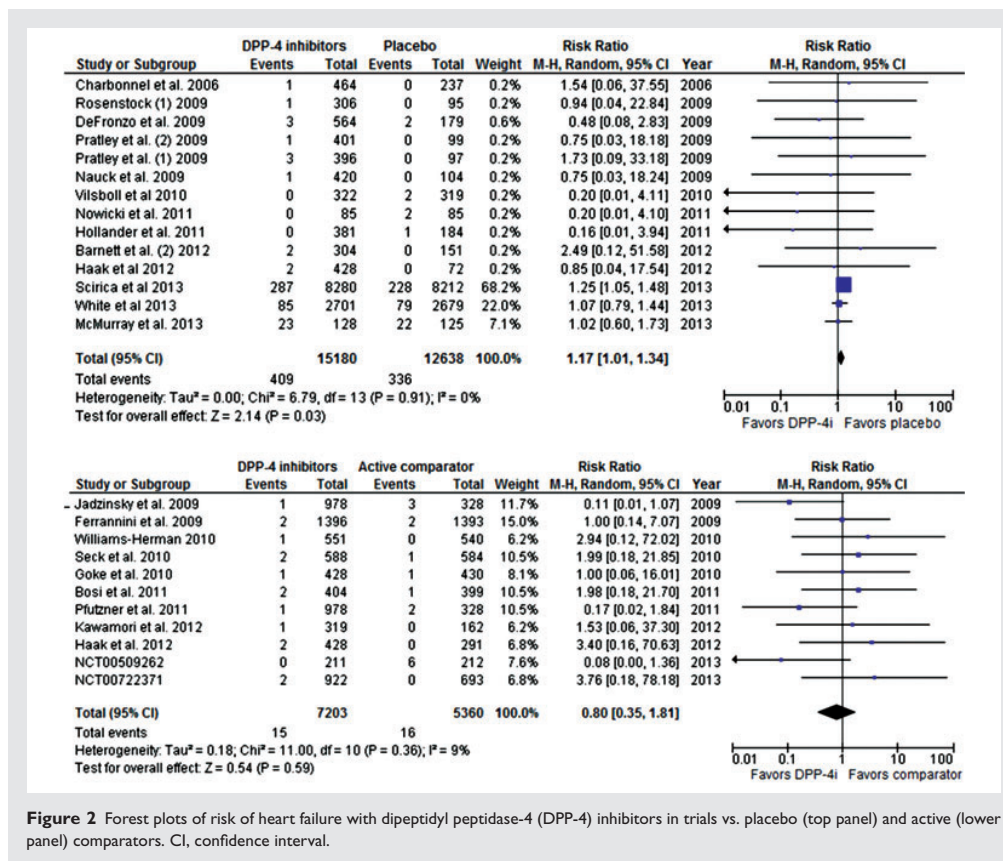 DPP-4 inhibitors Placebo Risk Ratio Risk Ratio
Study or Subgroup Events Total Events Total Weight M-H, Random, 95% CI Year M-H, Random, 95% CI
Charbonnel et al. 2006 1 464 0 237 0.2% 1.54 [0.06, 37.55] 2006
Rosenstock (1) 2009 1 306 0 95 0.2% 0.94 [0.04, 22.84] 2009
DeFronzo et al. 2009 3 564 2 179 0.6% 0.48 [0.08, 2.83] 2009
Pratley et al. (2) 2009 1 401 0 99 0.2% 0.75 [0.03, 18.18] 2009
Pratley et al. (1) 2009 3 396 0 97 0.2% 1.73 [0.09, 33.18] 2009
Nauck et al. 2009 1 420 0 104 0.2% 0.75 [0.03, 18.24] 2009
Vilsboll et al 2010 0 322 2 319 0.2% 0.20 [0.01, 4.11] 2010
Nowicki et al. 2011 0 85 2 85 0.2% 0.20 [0.01, 4.10] 2011
Hollander et al. 2011 0 381 1 184 0.2% 0.16 [0.01, 3.94] 2011
Barnett et al. (2) 2012 2 304 0 151 0.2% 2.49 [0.12, 51.58] 2012
Haak et al 2012 2 428 0 72 0.2% 0.85 [0.04, 17.54] 2012
Scirica et al 2013 287 8280 228 8212 68.2% 1.25 [1.05, 1.48] 2013
White et al 2013 85 2701 79 2679 22.0% 1.07 [0.79, 1.44] 2013
McMurray et al. 2013 23 128 22 125 7.1% 1.02 [0.60, 1.73] 2013
Total (95% CI) 15180 12638 100.0% 1.17 [1.01, 1.34]
Total events 409 336
Heterogeneity: Tau² = 0.00; Chi² = 6.79, df = 13 (P = 0.91); I² = 0%
Test for overall effect: Z = 2.14 (P = 0.03)
0.01 0.1 1 10 100
Favors DPP-4i Favors placebo
DPP-4 inhibitors Active comparator Risk Ratio Risk Ratio
Study or Subgroup Events Total Events Total Weight M-H, Random, 95% CI Year M-H, Random, 95% CI
Jadzinsky et al. 2009 1 978 3 328 11.7% 0.11 [0.01, 1.07] 2009
Ferrannini et al. 2009 2 1396 2 1393 15.0% 1.00 [0.14, 7.07] 2009
Williams-Herman 2010 1 551 0 540 6.2% 2.94 [0.12, 72.02] 2010
Seck et al. 2010 2 588 1 584 10.5% 1.99 [0.18, 21.85] 2010
Goke et al. 2010 1 428 1 430 8.1% 1.00 [0.06, 16.01] 2010
Bosi et al. 2011 2 404 1 399 10.5% 1.98 [0.18, 21.70] 2011
Pfutzner et al. 2011 1 978 2 328 10.5% 0.17 [0.02, 1.84] 2011
Kawamori et al. 2012 1 319 0 162 6.2% 1.53 [0.06, 37.30] 2012
Haak et al. 2012 2 428 0 291 6.8% 3.40 [0.16, 70.63] 2012
NCT00509262 0 211 6 212 7.6% 0.08 [0.00, 1.36] 2013
NCT00722371 2 922 0 693 6.8% 3.76 [0.18, 78.18] 2013
Total (95% CI) 7203 5360 100.0% 0.80 [0.35, 1.81]
Total events 15 16
Heterogeneity: Tau² = 0.18; Chi² = 11.00, df = 10 (P = 0.36); I² = 9%
Test for overall effect: Z = 0.54 (P = 0.59)
0.01 0.1 1 10 100
Favors DPP-4i Favors comparator
Figure 2 Forest plots of risk of heart failure with dipeptidyl peptidase-4 (DPP-4) inhibitors in trials vs. placebo (top panel) and active (lower
panel) comparators. CI, confidence interval.